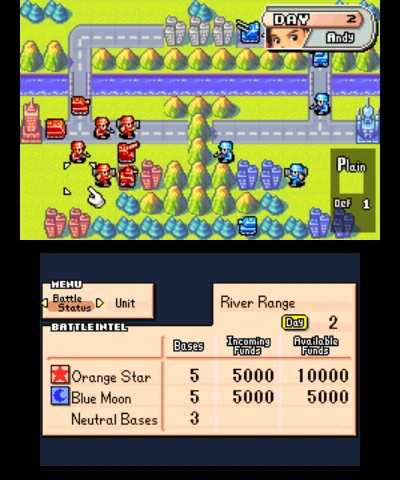 DAY 2
Andy
Plain
Def 1
MENU
Battle Status Unit
River Range
Day 2
BATTLE INTEL
Bases Incoming Funds Available Funds
Orange Star 5 5000 10000
Blue Moon 5 5000 5000
Neutral Bases 3